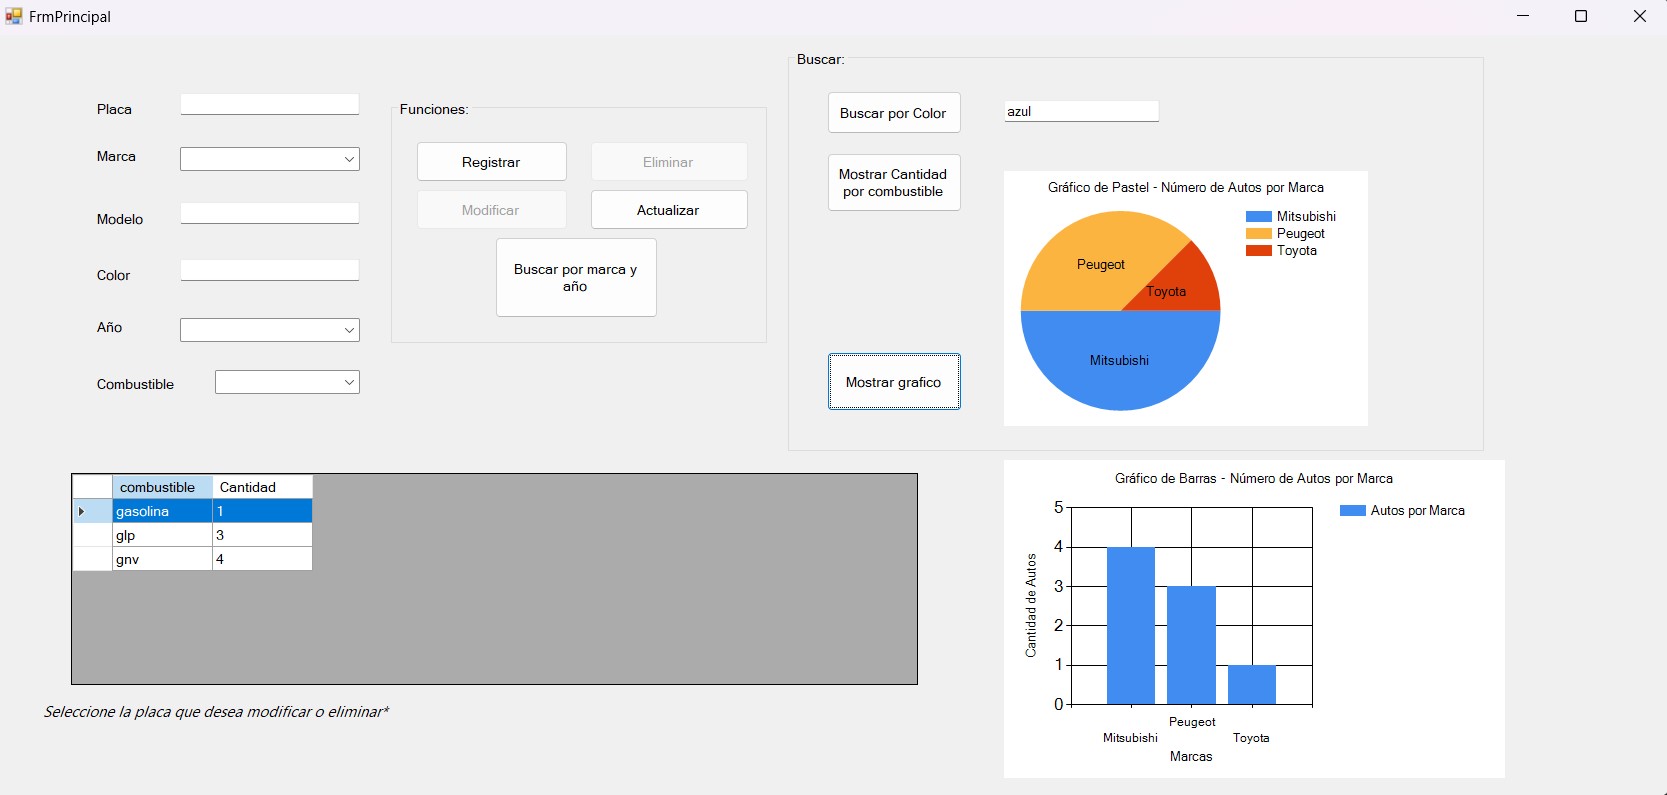 FrmPrincipal
Placa
Marca
Modelo
Color
Año
Combustible
Funciones:
Registrar
Eliminar
Modificar
Actualizar
Buscar por marca y
año
Buscar:
Buscar por Color
azul
Mostrar Cantidad
por combustible
Mostrar grafico
Gráfico de Pastel - Número de Autos por Marca
Mitsubishi
Peugeot
Toyota
Peugeot
Toyota
Mitsubishi
combustible Cantidad
gasolina 1
glp 3
gnv 4
Seleccione la placa que desea modificar o eliminar*
Gráfico de Barras - Número de Autos por Marca
Autos por Marca
Cantidad de Autos
5
4
3
2
1
0
Peugeot
Mitsubishi Toyota
Marcas